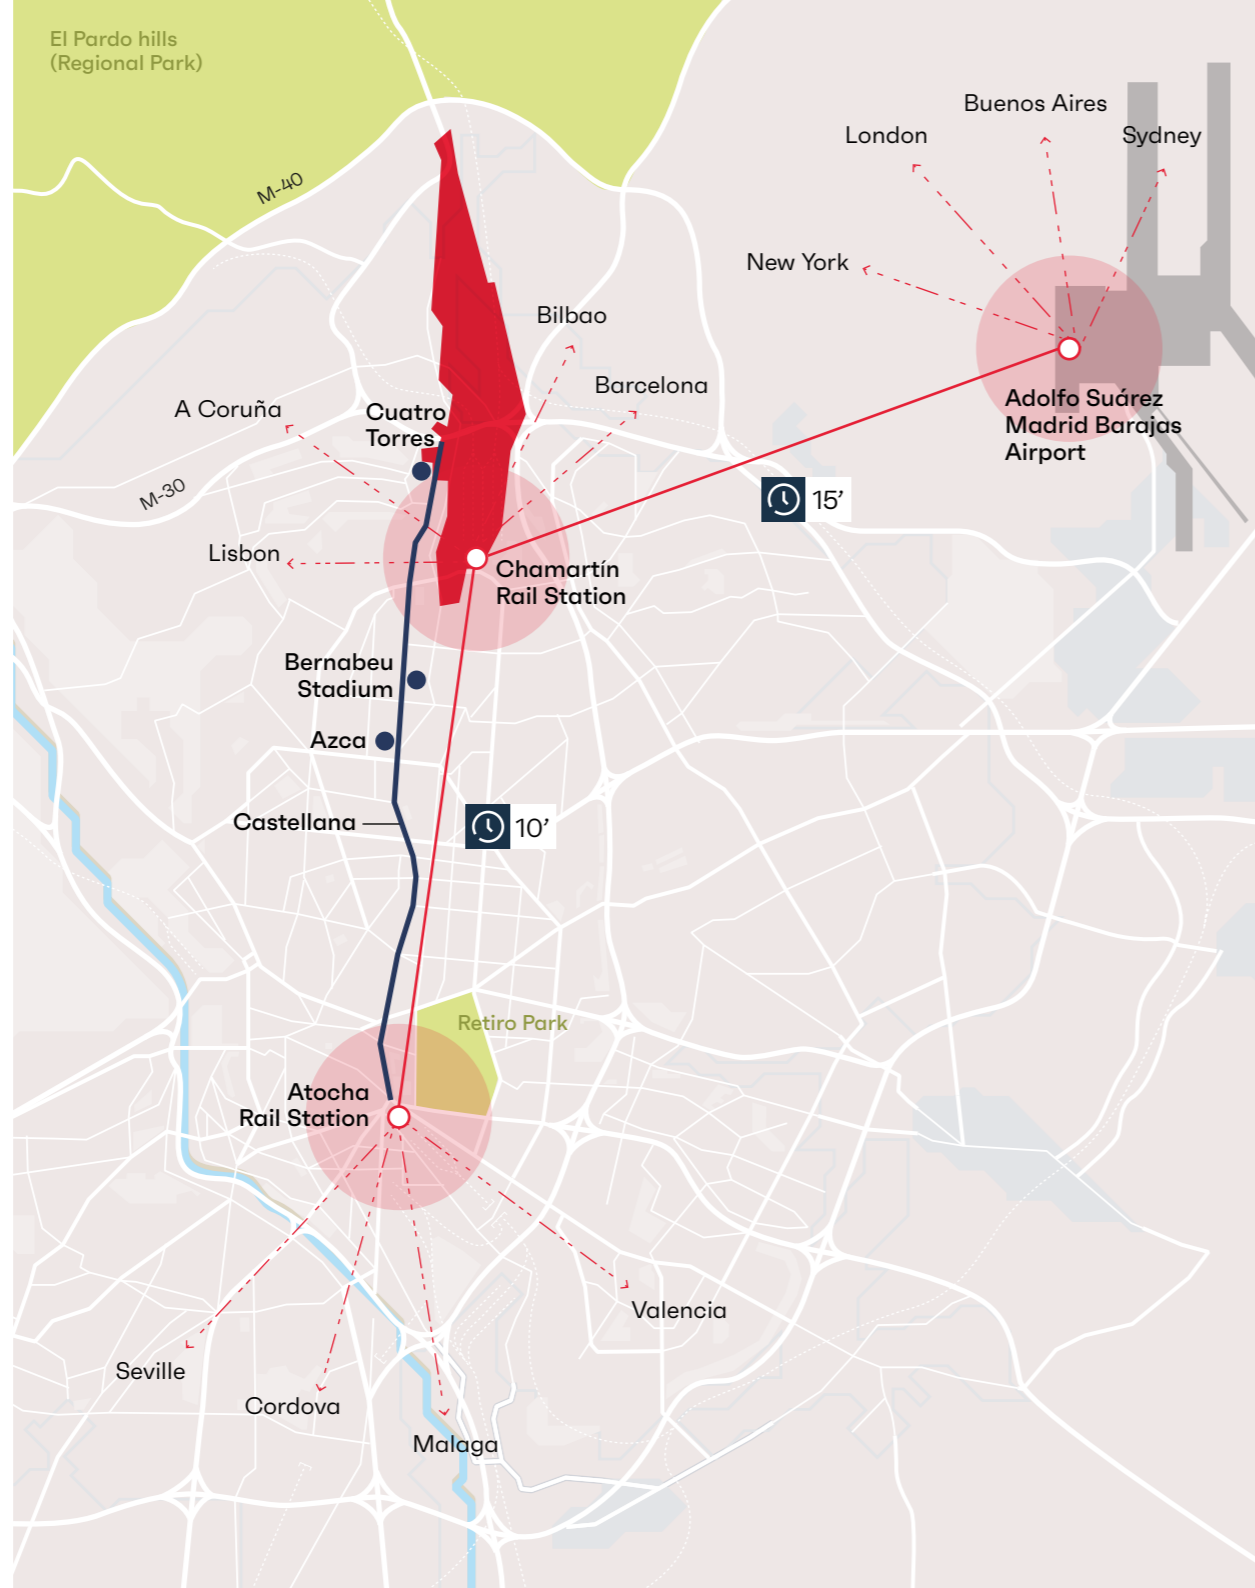 El Pardo hills
(Regional Park)
Buenos Aires
London
Sydney
M-40
New York
Bilbao
Barcelona
A Coruña
Cuatro
Torres
Adolfo Suárez
Madrid Barajas
Airport
M-30
15’
Lisbon
Chamartín
Rail Station
Bernabeu
Stadium
Azca
Castellana
10’
Retiro Park
Atocha
Rail Station
Valencia
Seville
Cordova
Malaga